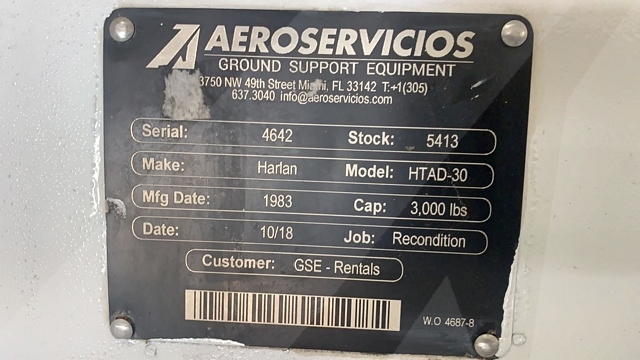 AEROSERVICIOS
GROUND SUPPORT EQUIPMENT
3750 NW 49th Street Miami, FL 33142 T:+1(305)
637.3040 info@aeroservicios.com
Serial: 4642 Stock: 5413
Make: Harlan Model: HTAD-30
Mfg Date: 1983 Cap: 3,000 lbs
Date: 10/18 Job: Recondition
Customer: GSE - Rentals
W.O 4687-8